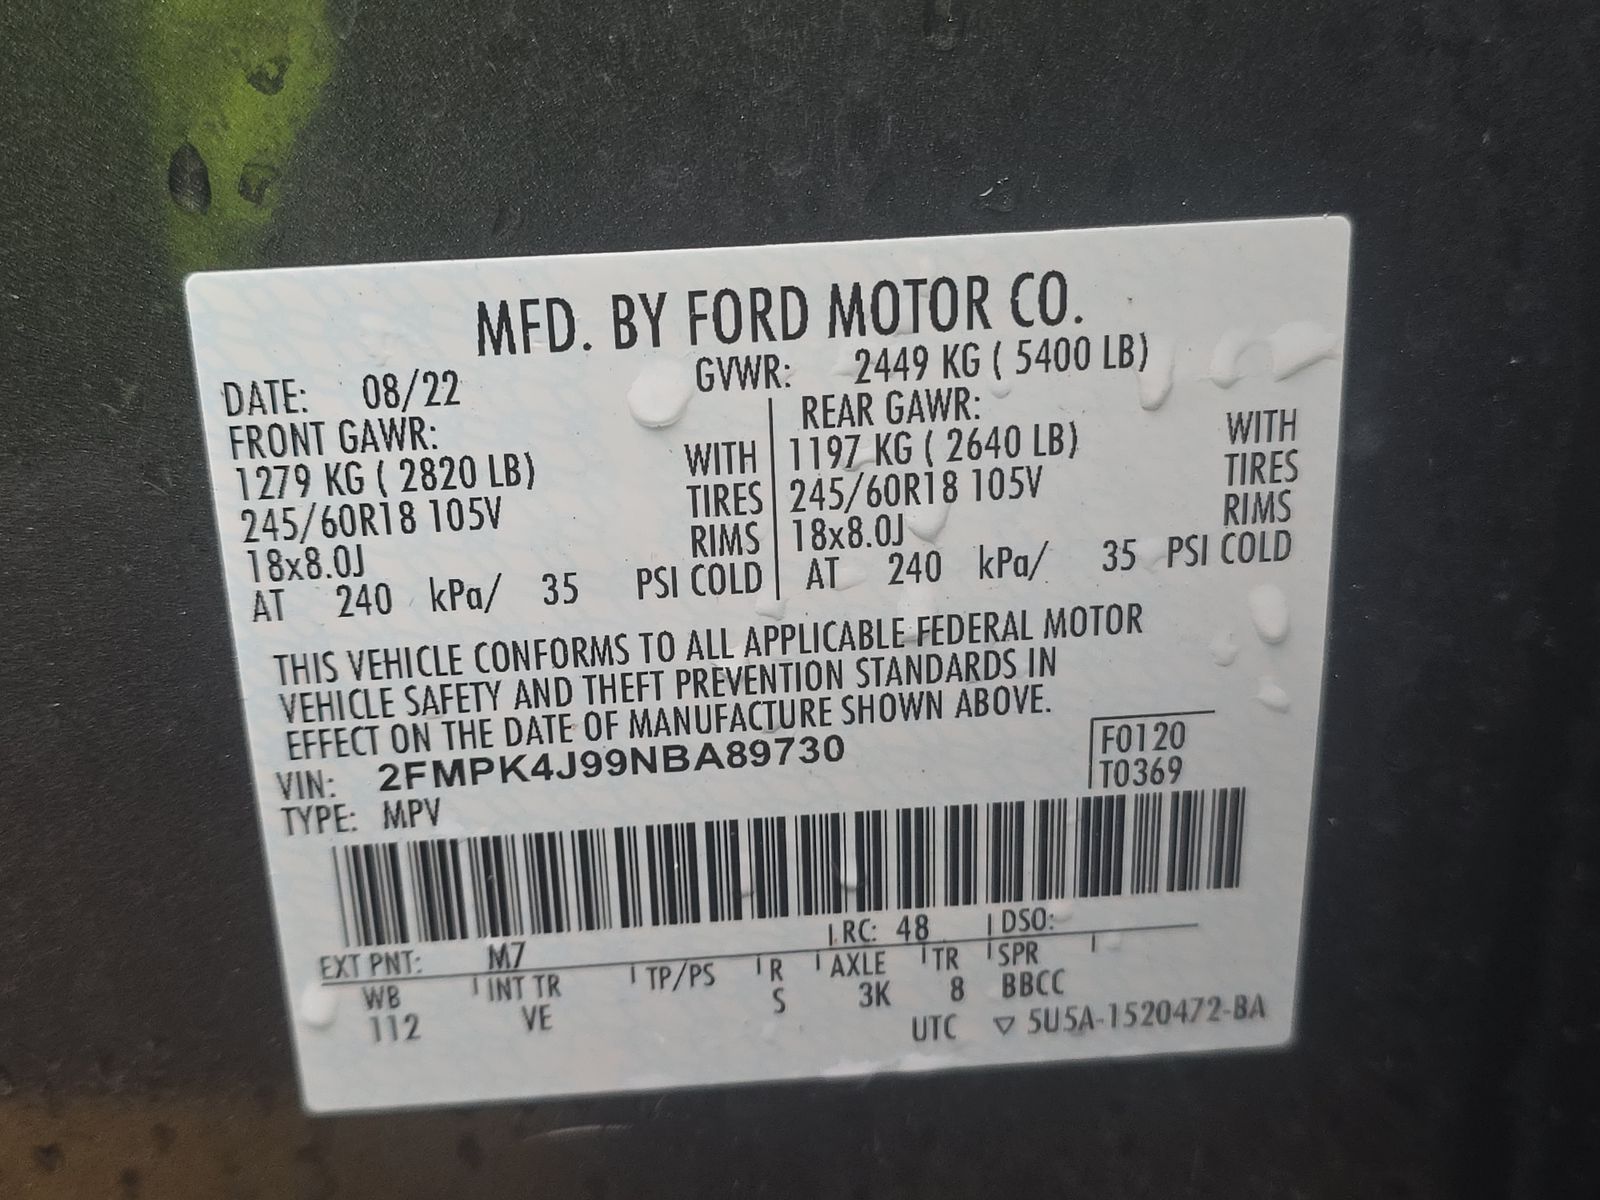 MFD. BY FORD MOTOR CO.
DATE: 08/22 GVWR: 2449 KG ( 5400 LB)
FRONT GAWR: REAR GAWR:
1279 KG ( 2820 LB) WITH 1197 KG ( 2640 LB) WITH
245/60R18 105V TIRES 245/60R18 105V TIRES
18x8.0J RIMS 18x8.0J RIMS
AT 240 kPa/ 35 PSI COLD AT 240 kPa/ 35 PSI COLD
THIS VEHICLE CONFORMS TO ALL APPLICABLE FEDERAL MOTOR
VEHICLE SAFETY AND THEFT PREVENTION STANDARDS IN
EFFECT ON THE DATE OF MANUFACTURE SHOWN ABOVE.
VIN: 2FMPK4J99NBA89730 F0120
TYPE: MPV T0369
EXT PNT: M7 RC: 48 DSO:
WB INT TR TP/PS R AXLE TR SPR
112 VE S 3K 8 BBCC
UTC ▽ 5U5A-1520472-BA